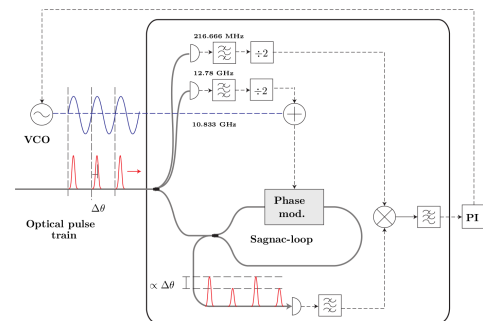 216.666 MHz
÷2
12.78 GHz
÷2
VCO
10.833 GHz
Δθ
Optical pulse
train
Phase
mod.
Sagnac-loop
PI
∝ Δθ